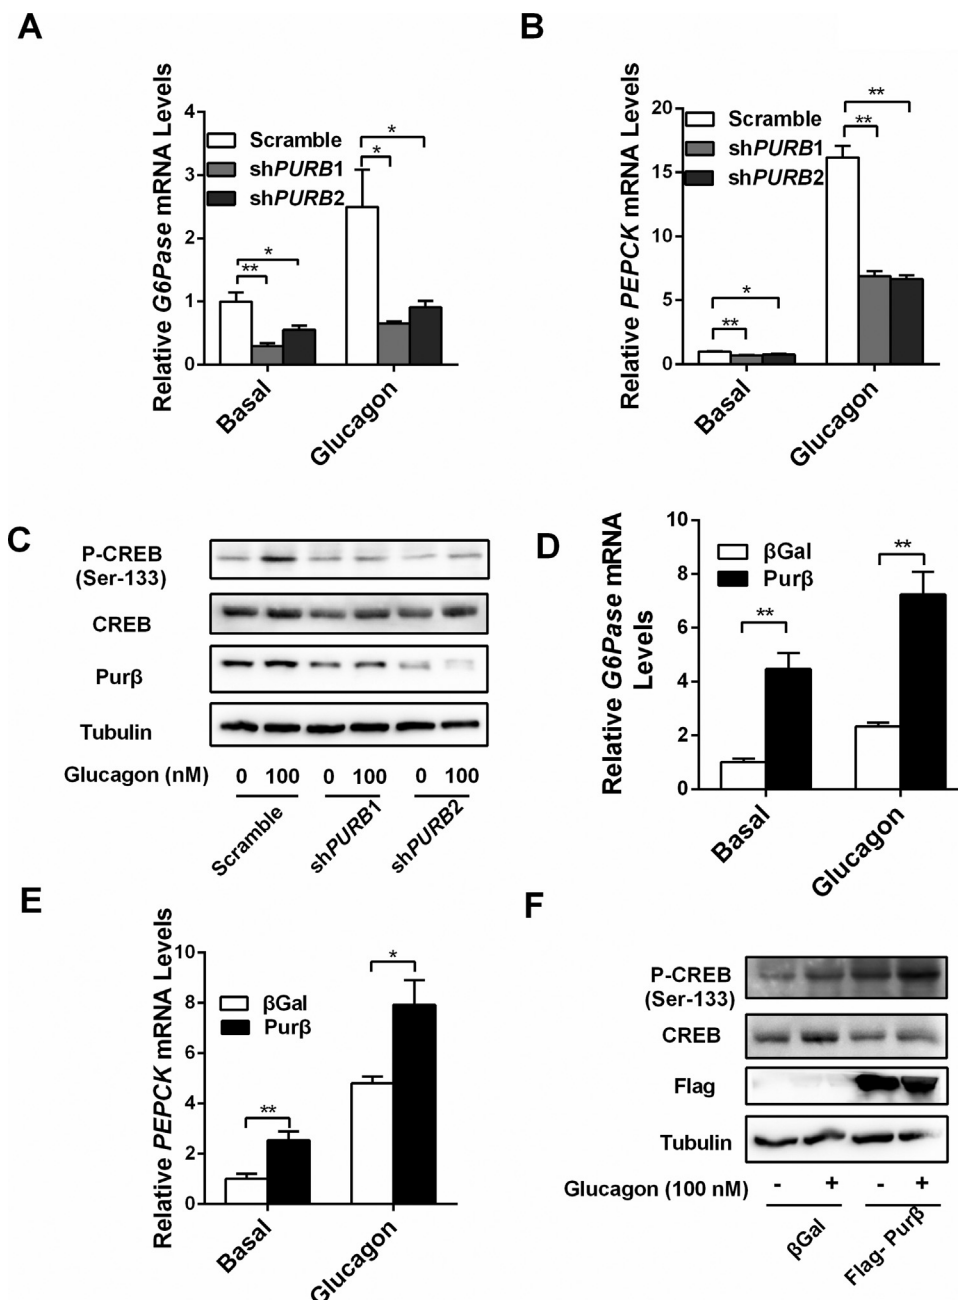 A
Relative G6Pase mRNA Levels
4
3
2
1
0
Scramble
shPURB1
shPURB2
*
**
*
*
Basal
Glucagon
B
Relative PEPCK mRNA Levels
20
15
10
5
0
Scramble
shPURB1
shPURB2
**
**
*
**
Basal
Glucagon
C
P-CREB
(Ser-133)
CREB
Purβ
Tubulin
Glucagon (nM) 0 100 0 100 0 100
Scramble shPURB1 shPURB2
D
Relative G6Pase mRNA
Levels
10
8
6
4
2
0
βGal
Purβ
**
**
Basal
Glucagon
E
Relative PEPCK mRNA Levels
10
8
6
4
2
0
βGal
Purβ
**
*
Basal
Glucagon
F
P-CREB
(Ser-133)
CREB
Flag
Tubulin
Glucagon (100 nM) - + - +
βGal Flag- Purβ